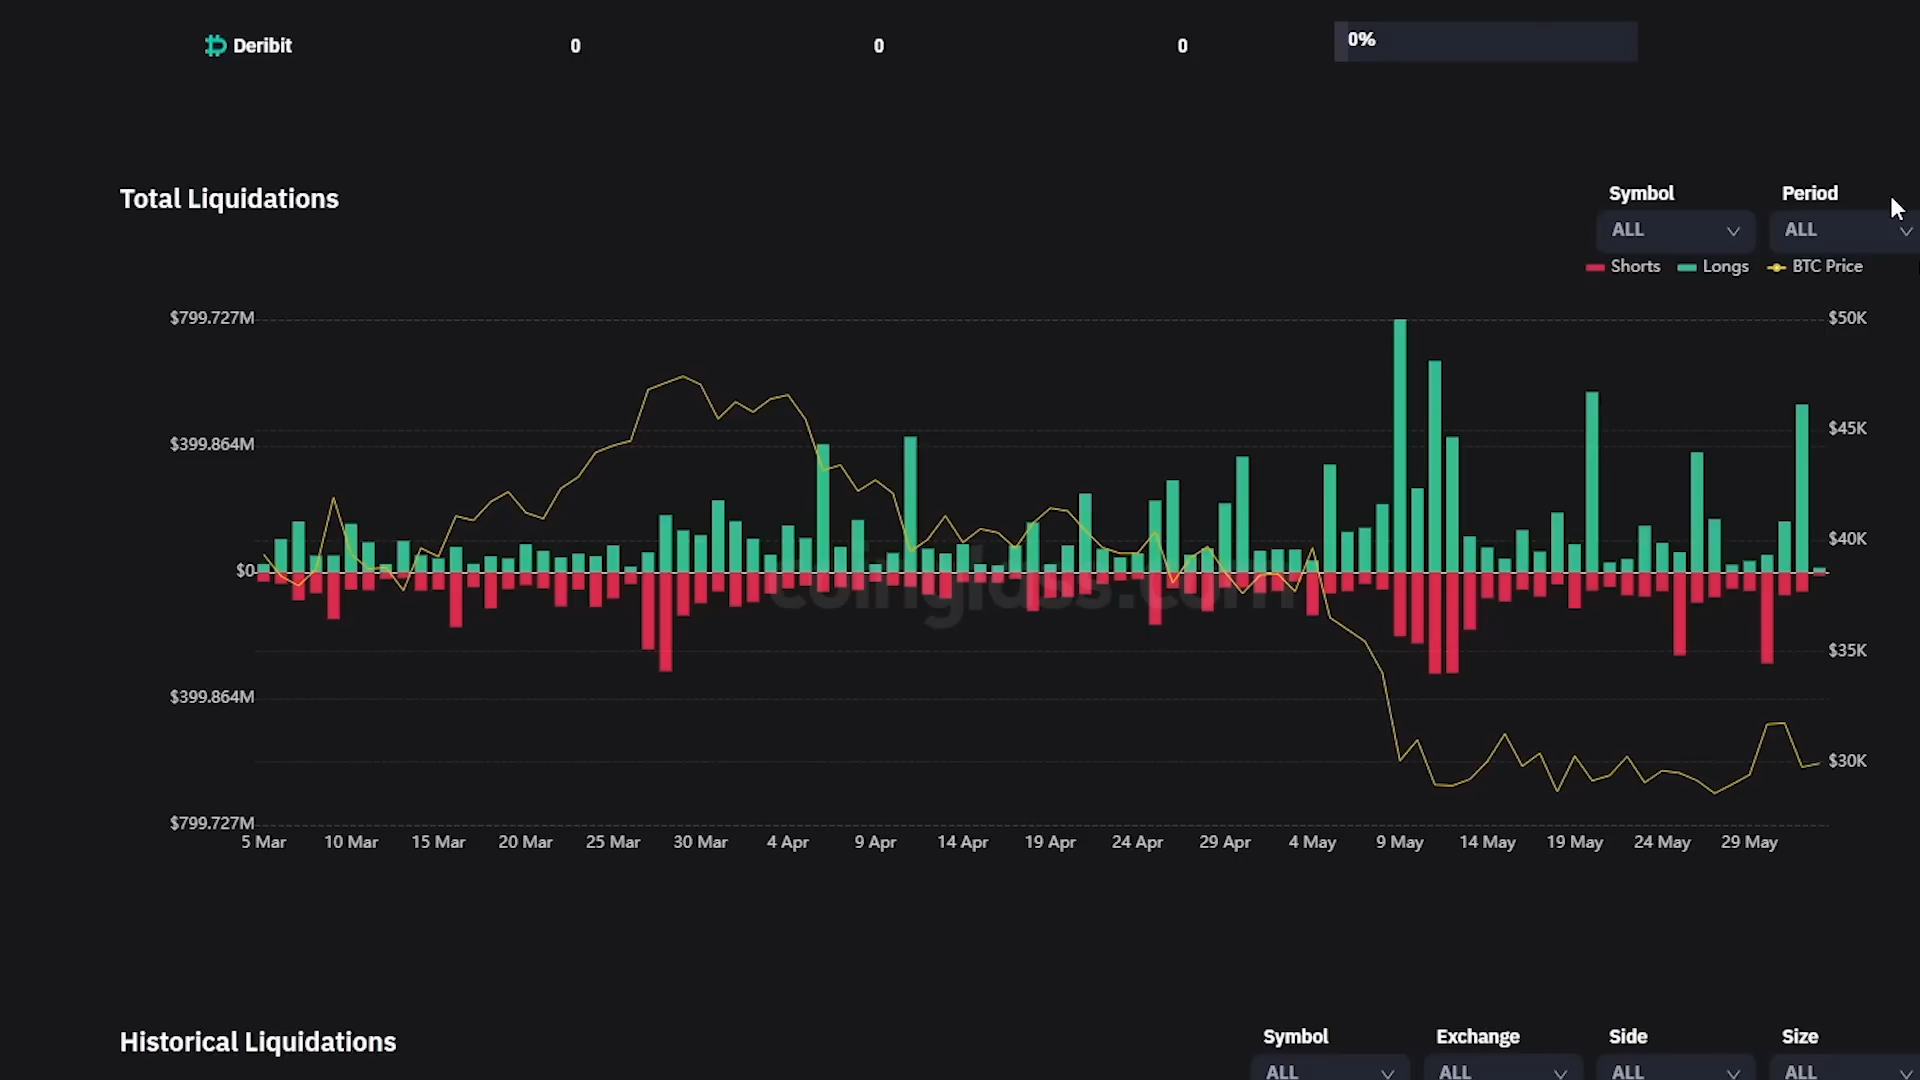 Deribit 0 0 0 0%
Total Liquidations
Symbol Period
ALL ALL
Shorts Longs BTC Price
$799.727M $50K
$45K
$399.864M
$40K
$0
coinglass.com
$35K
$399.864M
$30K
$799.727M
5 Mar 10 Mar 15 Mar 20 Mar 25 Mar 30 Mar 4 Apr 9 Apr 14 Apr 19 Apr 24 Apr 29 Apr 4 May 9 May 14 May 19 May 24 May 29 May
Historical Liquidations
Symbol Exchange Side Size
ALL ALL ALL ALL